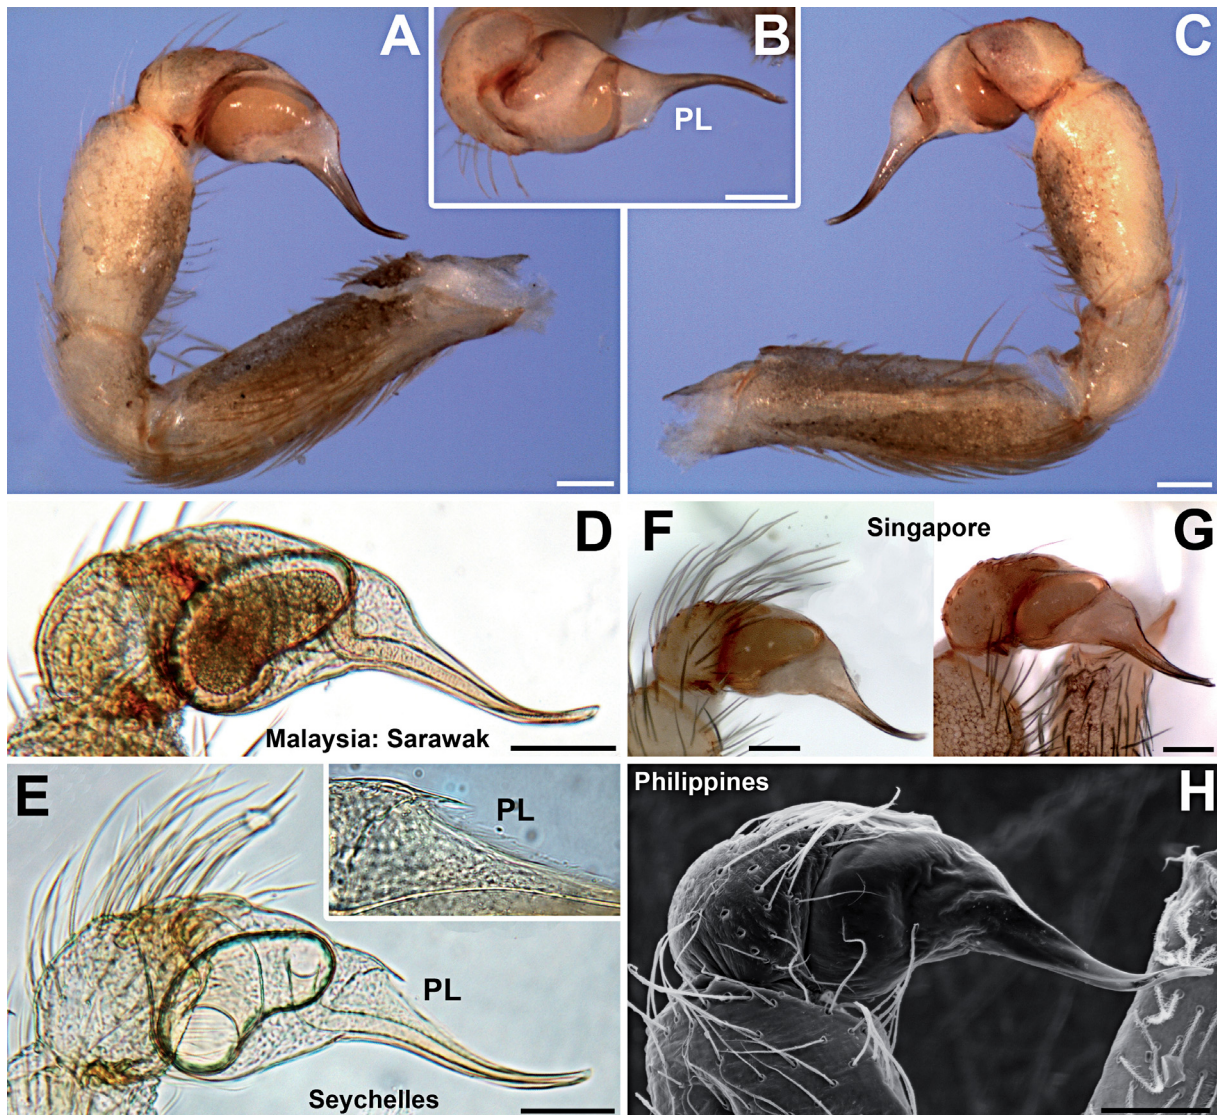 A
B
C
PL
D
Malaysia: Sarawak
F
Singapore
G
E
PL
PL
Seychelles
Philippines
H